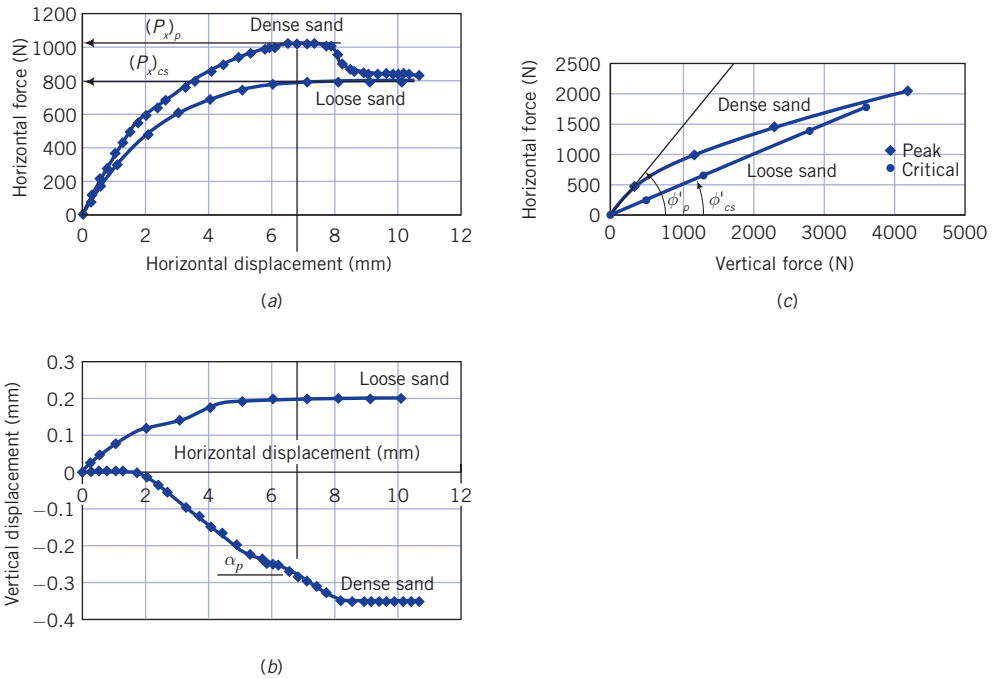 1200
1000
800
600
400
200
0
Horizontal force (N)
(Pₓ)ₚ
Dense sand
(Pₓ)cs
Loose sand
0 2 4 6 8 10 12
Horizontal displacement (mm)
(a)
2500
2000
1500
1000
500
0
Horizontal force (N)
Dense sand
Loose sand
Peak
Critical
ϕ'ₚ
ϕ'cs
0 1000 2000 3000 4000 5000
Vertical force (N)
(c)
0.3
0.2
0.1
0
−0.1
−0.2
−0.3
−0.4
Vertical displacement (mm)
Loose sand
Horizontal displacement (mm)
0 2 4 6 8 10 12
αₚ
Dense sand
(b)